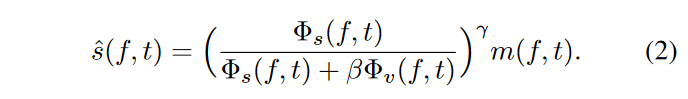 ŝ(f, t) = (Φ_s(f, t) / (Φ_s(f, t) + βΦ_v(f, t)))^γ m(f, t). (2)